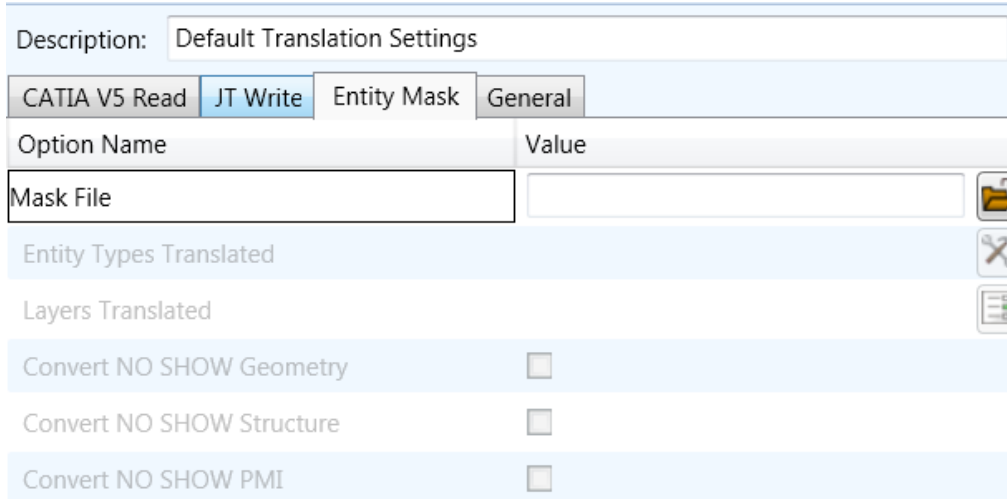 Description: Default Translation Settings
CATIA V5 Read JT Write Entity Mask General
Option Name Value
Mask File
Entity Types Translated
Layers Translated
Convert NO SHOW Geometry
Convert NO SHOW Structure
Convert NO SHOW PMI